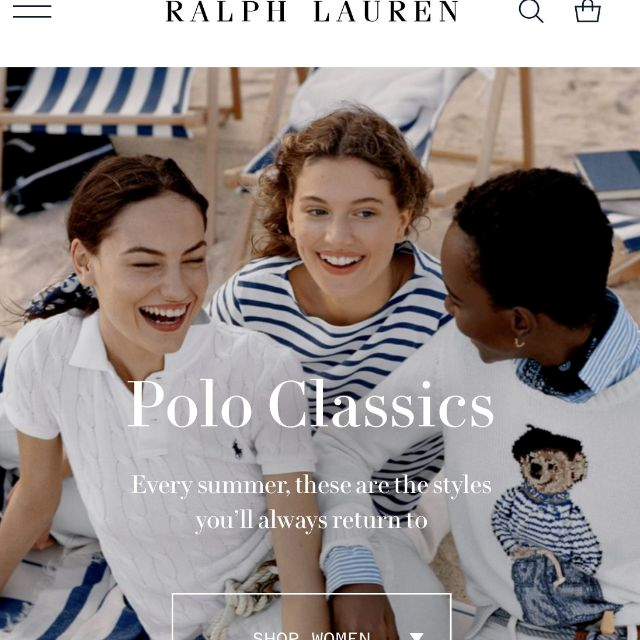 RALPH LAUREN
Polo Classics
Every summer, these are the styles
you'll always return to
SHOP WOMEN